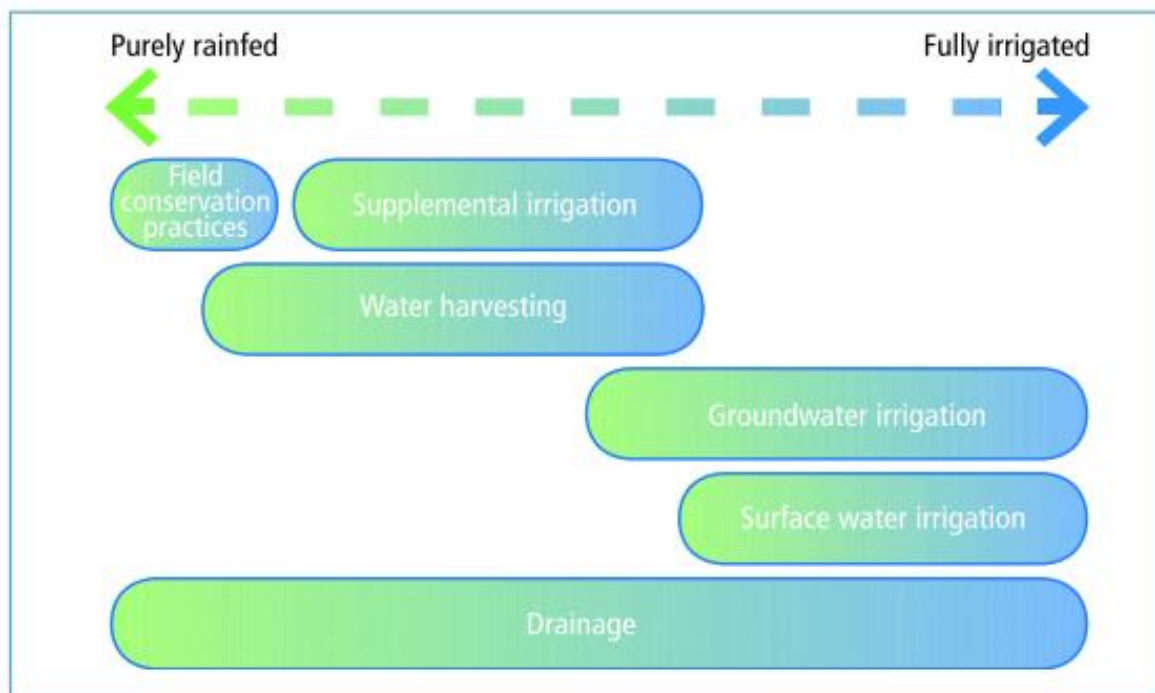 Purely rainfed
Fully irrigated
Field
conservation
practices
Supplemental irrigation
Water harvesting
Groundwater irrigation
Surface water irrigation
Drainage